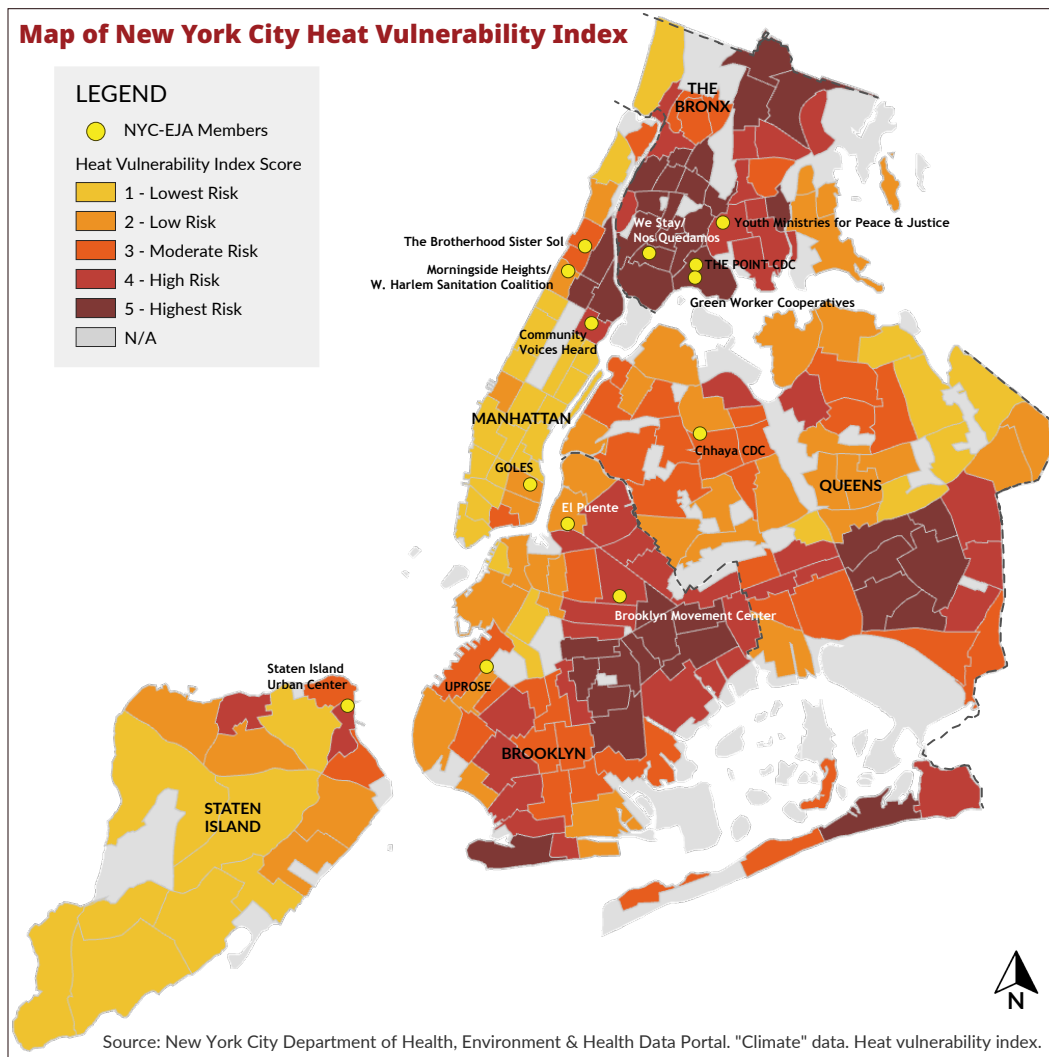 Map of New York City Heat Vulnerability Index
LEGEND
NYC-EJA Members
Heat Vulnerability Index Score
1 - Lowest Risk
2 - Low Risk
3 - Moderate Risk
4 - High Risk
5 - Highest Risk
N/A
THE
BRONX
We Stay/
Nos Quedamos
Youth Ministries for Peace & Justice
The Brotherhood Sister Sol
THE POINT CDC
Morningside Heights/
W. Harlem Sanitation Coalition
Green Worker Cooperatives
Community
Voices Heard
MANHATTAN
Chhaya CDC
GOLES
QUEENS
El Puente
Brooklyn Movement Center
Staten Island
Urban Center
UPROSE
BROOKLYN
STATEN
ISLAND
N
Source: New York City Department of Health, Environment & Health Data Portal. "Climate" data. Heat vulnerability index.